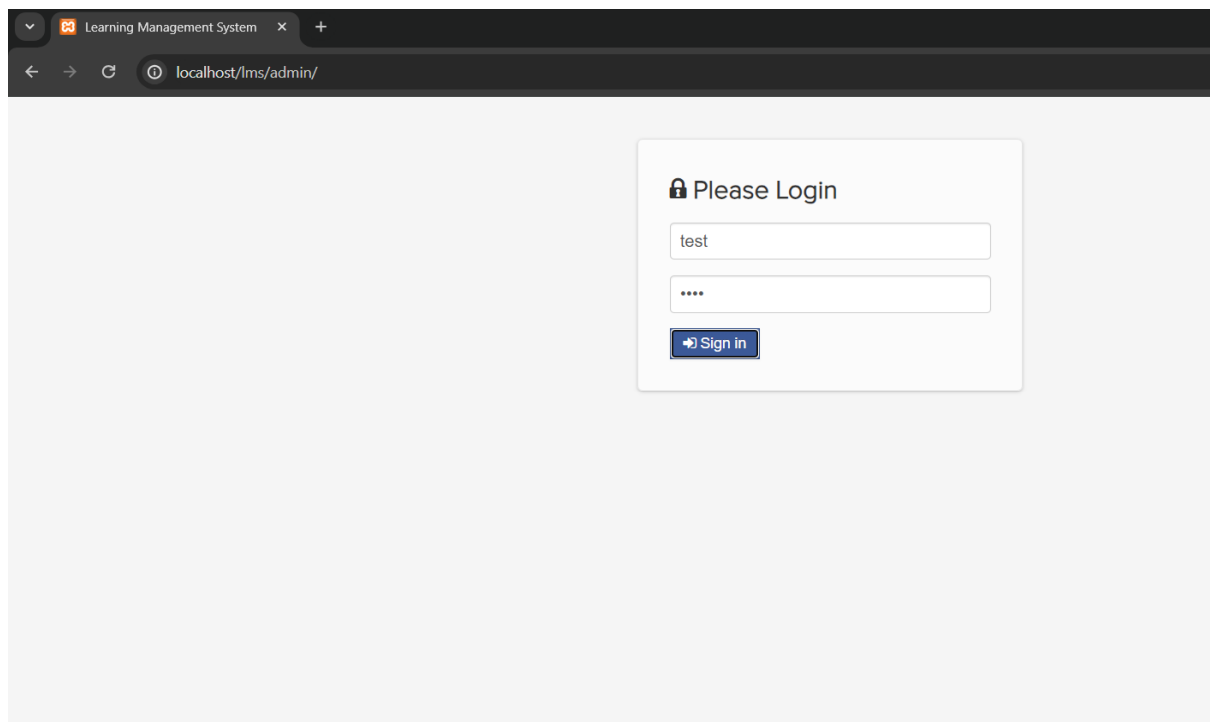 Learning Management System
localhost/lms/admin/
Please Login
test
••••
Sign in